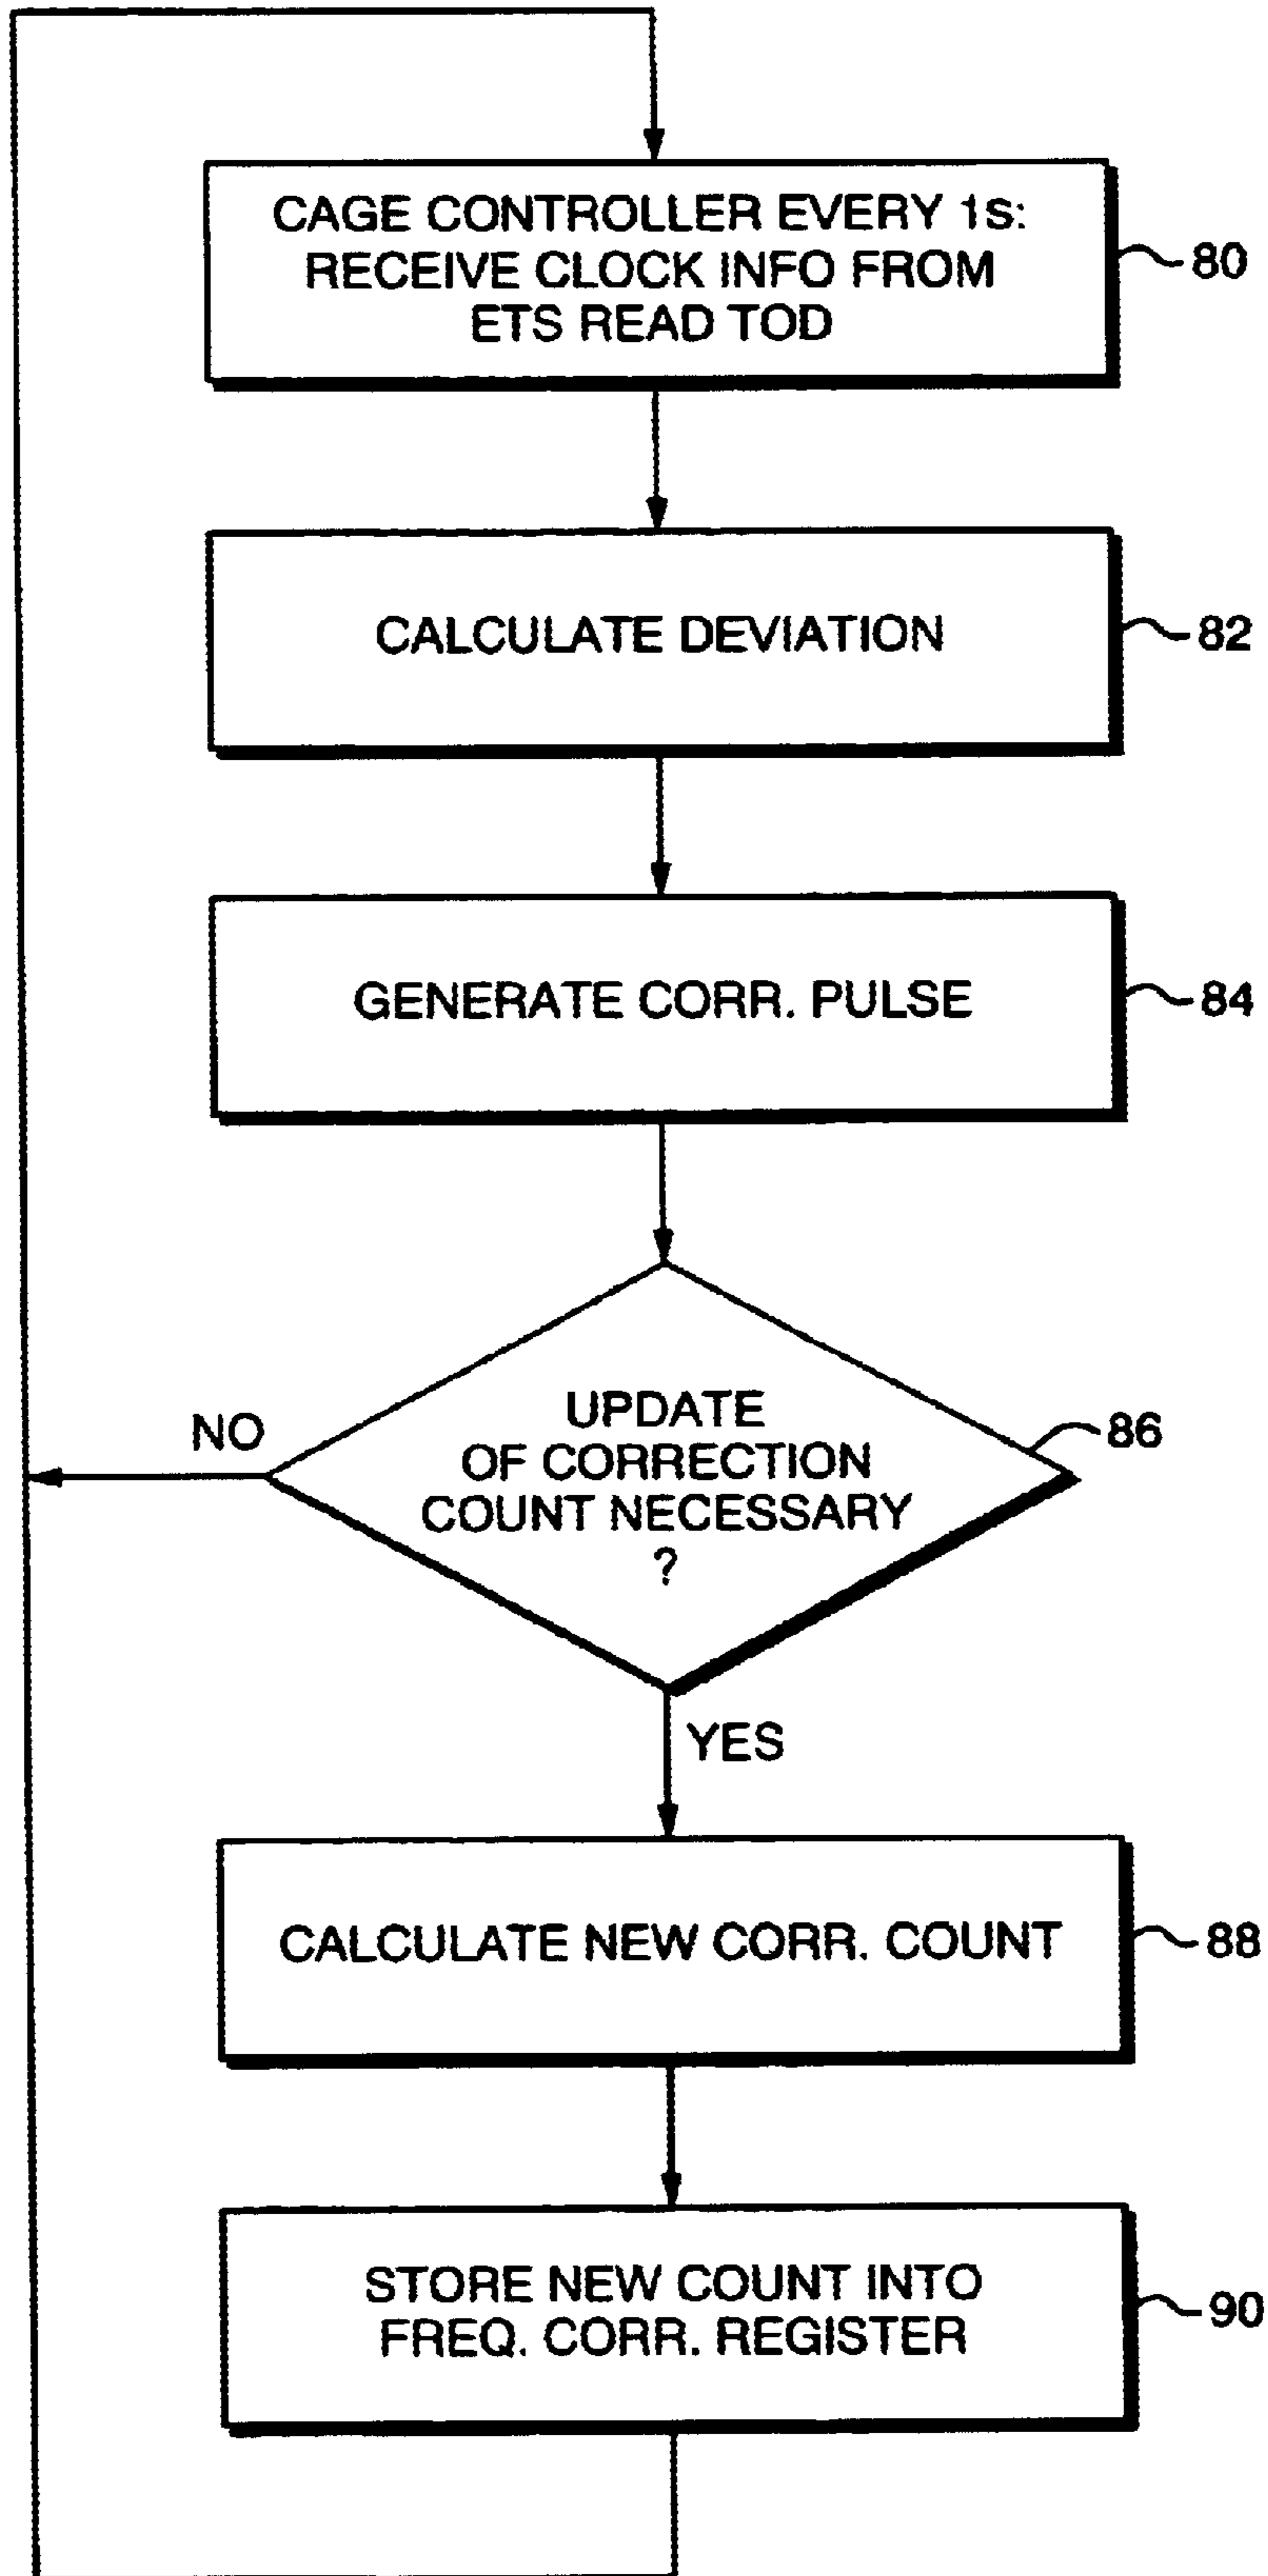 CAGE CONTROLLER EVERY 1s:
RECEIVE CLOCK INFO FROM
ETS READ TOD
80
CALCULATE DEVIATION
82
GENERATE CORR. PULSE
84
UPDATE
OF CORRECTION
COUNT NECESSARY
?
86
NO
YES
CALCULATE NEW CORR. COUNT
88
STORE NEW COUNT INTO
FREQ. CORR. REGISTER
90